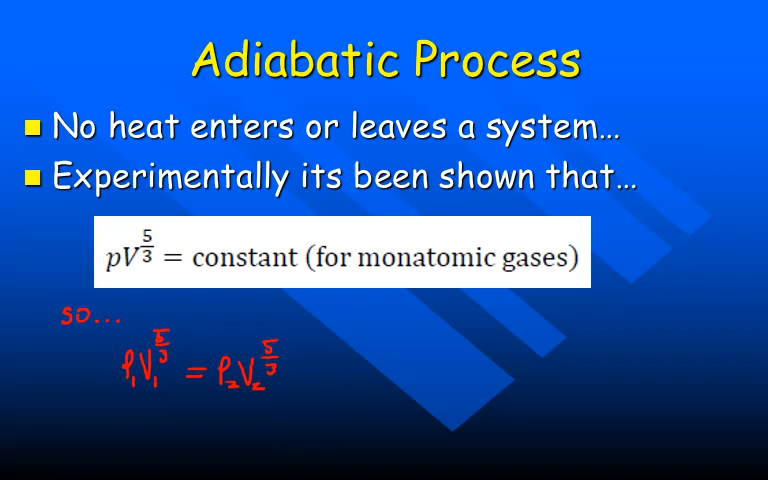 Adiabatic Process
No heat enters or leaves a system…
Experimentally its been shown that…
pV^{5/3} = constant (for monatomic gases)
so...
P₁V₁^{5/3} = P₂V₂^{5/3}